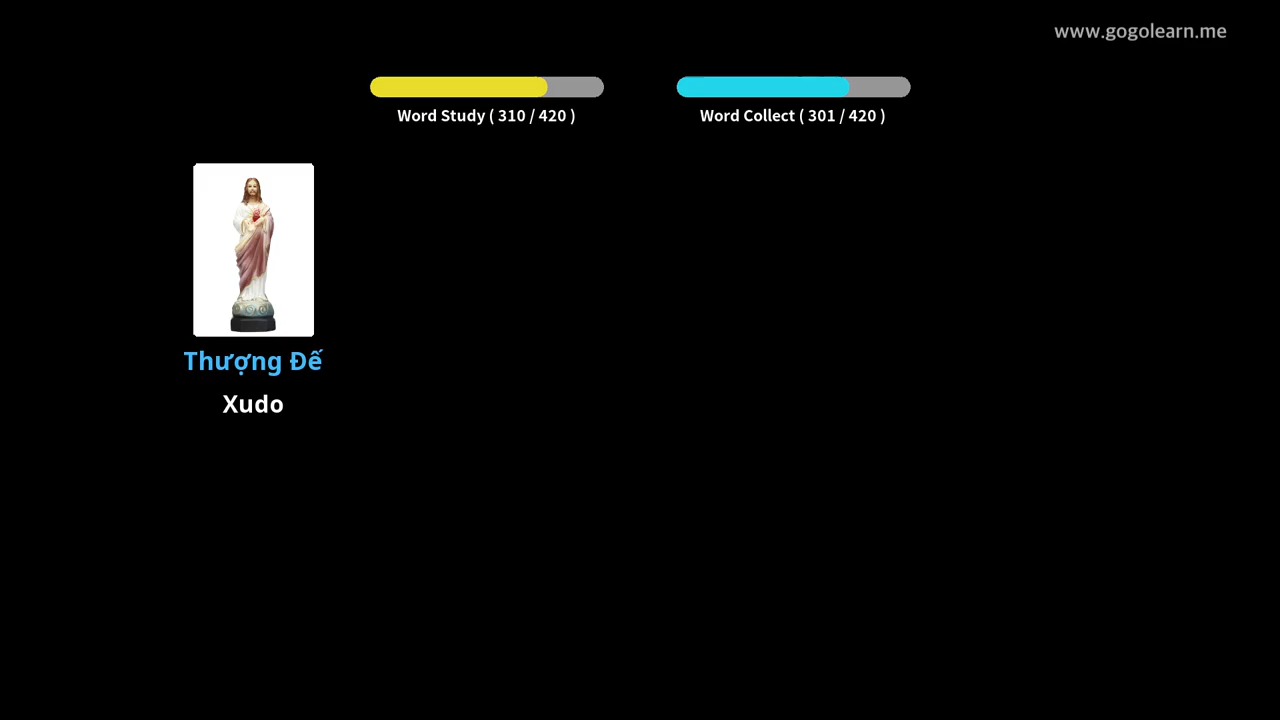 www.gogolearn.me
Word Study ( 310 / 420 )
Word Collect ( 301 / 420 )
Thượng Đế
Xudo